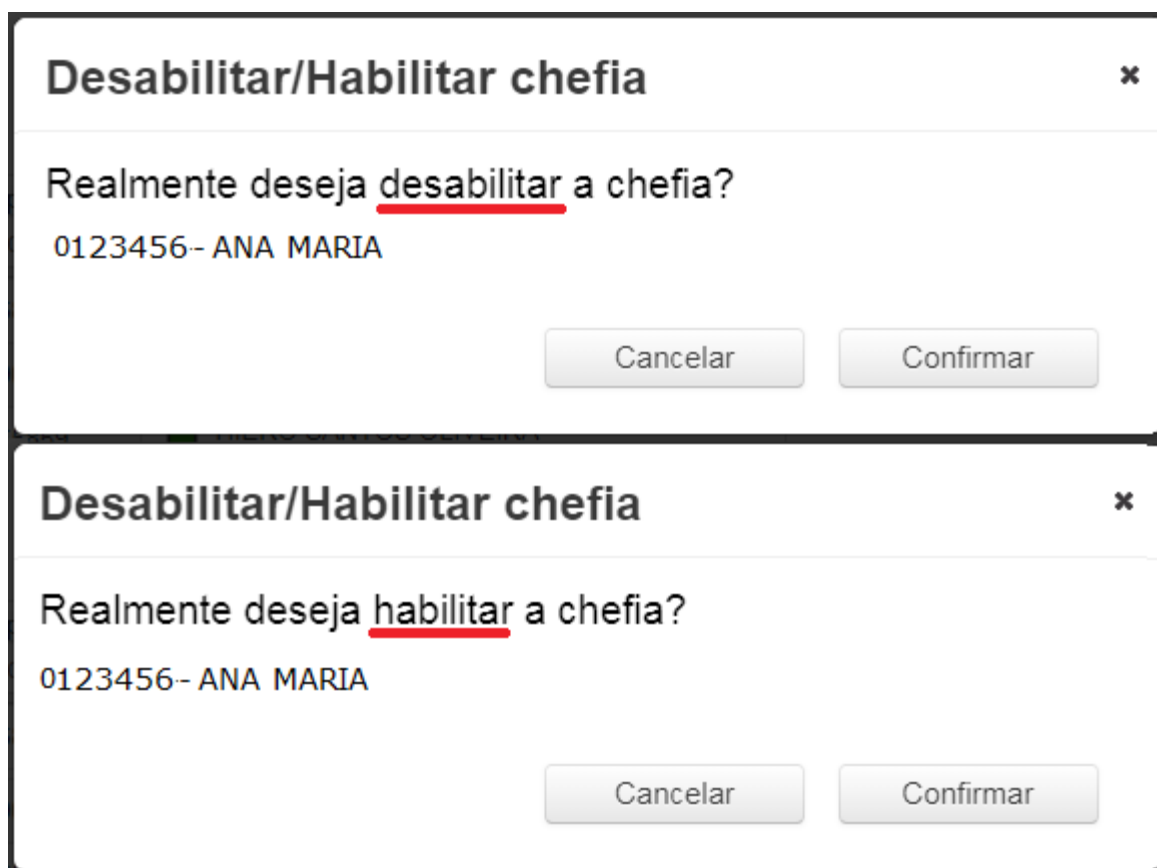 Desabilitar/Habilitar chefia ✖
Realmente deseja desabilitar a chefia?
0123456-- ANA MARIA
Cancelar Confirmar
Desabilitar/Habilitar chefia ✖
Realmente deseja habilitar a chefia?
0123456-- ANA MARIA
Cancelar Confirmar